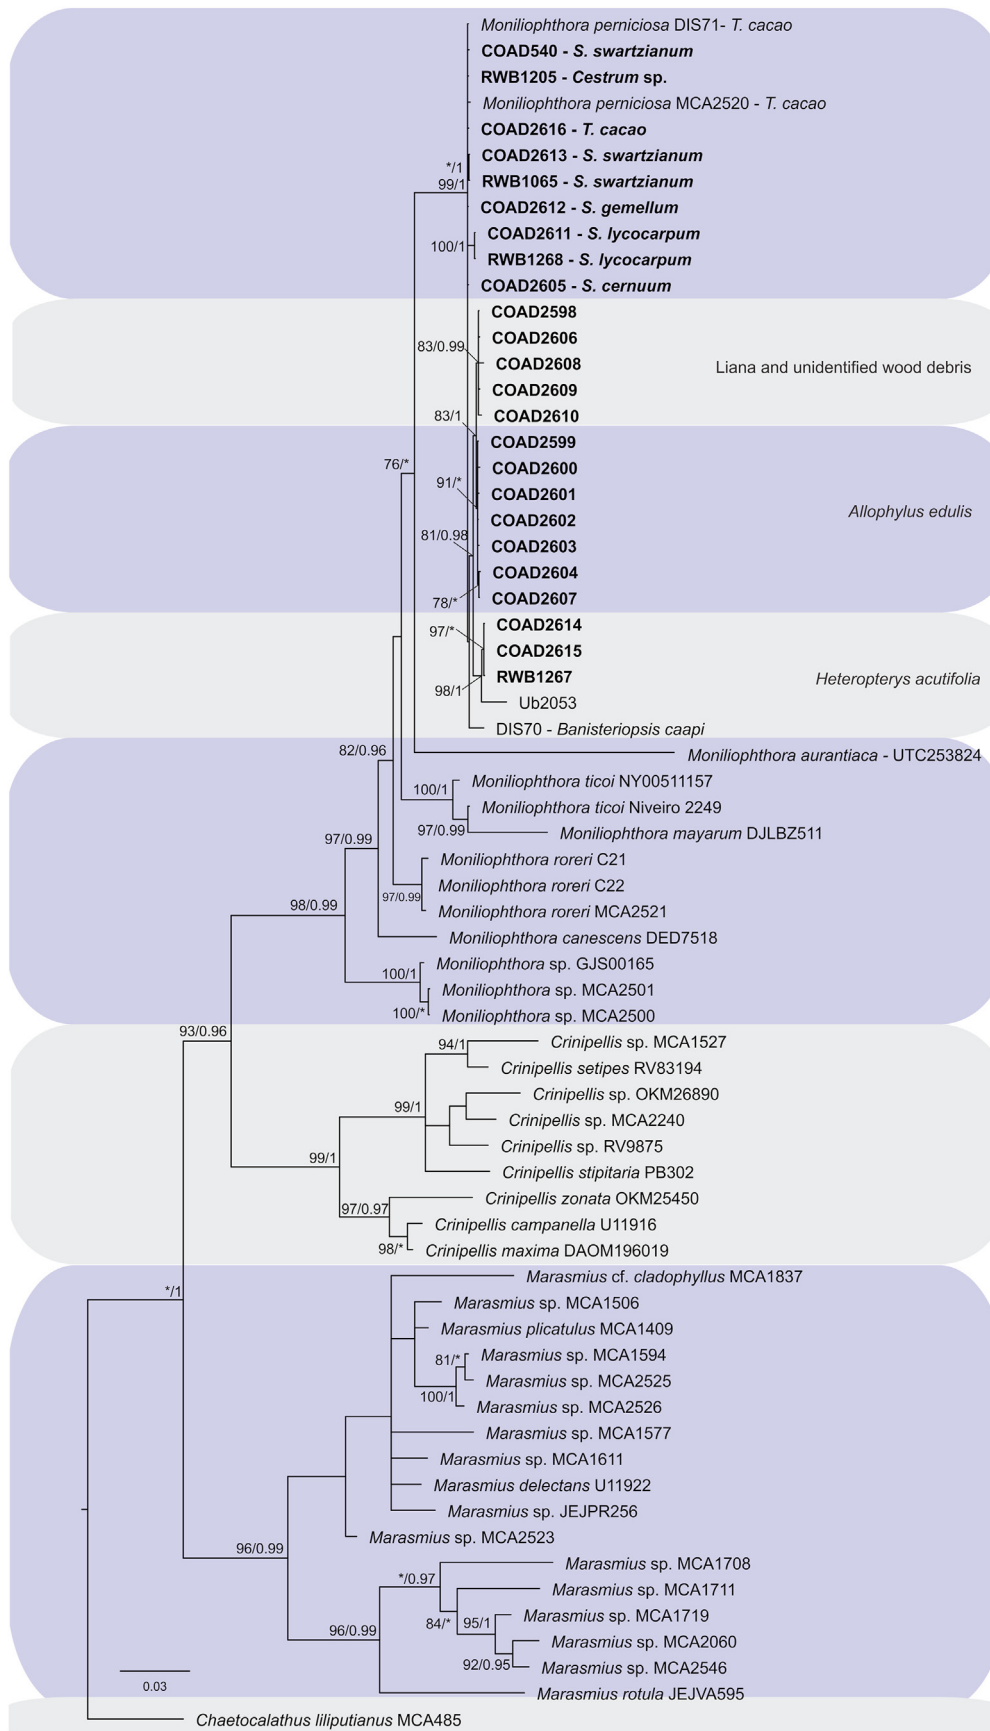 Moniliophthora perniciosa DIS71- T. cacao
COAD540 - S. swartzianum
RWB1205 - Cestrum sp.
Moniliophthora perniciosa MCA2520 - T. cacao
COAD2616 - T. cacao
COAD2613 - S. swartzianum
*/1
RWB1065 - S. swartzianum
99/1
COAD2612 - S. gemellum
COAD2611 - S. lycocarpum
100/1
RWB1268 - S. lycocarpum
COAD2605 - S. cernuum
COAD2598
COAD2606
83/0.99
COAD2608
Liana and unidentified wood debris
COAD2609
COAD2610
83/1
COAD2599
76/*
COAD2600
91/*
COAD2601
Allophylus edulis
COAD2602
81/0.98
COAD2603
COAD2604
78/*
COAD2607
COAD2614
97/*
COAD2615
RWB1267
Heteropterys acutifolia
98/1
Ub2053
DIS70 - Banisteriopsis caapi
82/0.96
Moniliophthora aurantiaca - UTC253824
Moniliophthora ticoi NY00511157
100/1
Moniliophthora ticoi Niveiro 2249
97/0.99
Moniliophthora mayarum DJLBZ511
97/0.99
Moniliophthora roreri C21
Moniliophthora roreri C22
97/0.99
98/0.99
Moniliophthora roreri MCA2521
Moniliophthora canescens DED7518
Moniliophthora sp. GJS00165
100/1
Moniliophthora sp. MCA2501
100/*
Moniliophthora sp. MCA2500
93/0.96
Crinipellis sp. MCA1527
94/1
Crinipellis setipes RV83194
Crinipellis sp. OKM26890
99/1
Crinipellis sp. MCA2240
Crinipellis sp. RV9875
99/1
Crinipellis stipitaria PB302
Crinipellis zonata OKM25450
97/0.97
Crinipellis campanella U11916
98/*
Crinipellis maxima DAOM196019
Marasmius cf. cladophyllus MCA1837
*/1
Marasmius sp. MCA1506
Marasmius plicatulus MCA1409
Marasmius sp. MCA1594
81/*
Marasmius sp. MCA2525
100/1
Marasmius sp. MCA2526
Marasmius sp. MCA1577
Marasmius sp. MCA1611
Marasmius delectans U11922
Marasmius sp. JEJPR256
Marasmius sp. MCA2523
96/0.99
Marasmius sp. MCA1708
*/0.97
Marasmius sp. MCA1711
Marasmius sp. MCA1719
84/*
95/1
96/0.99
Marasmius sp. MCA2060
92/0.95
Marasmius sp. MCA2546
0.03
Marasmius rotula JEJVA595
Chaetocalathus liliputianus MCA485